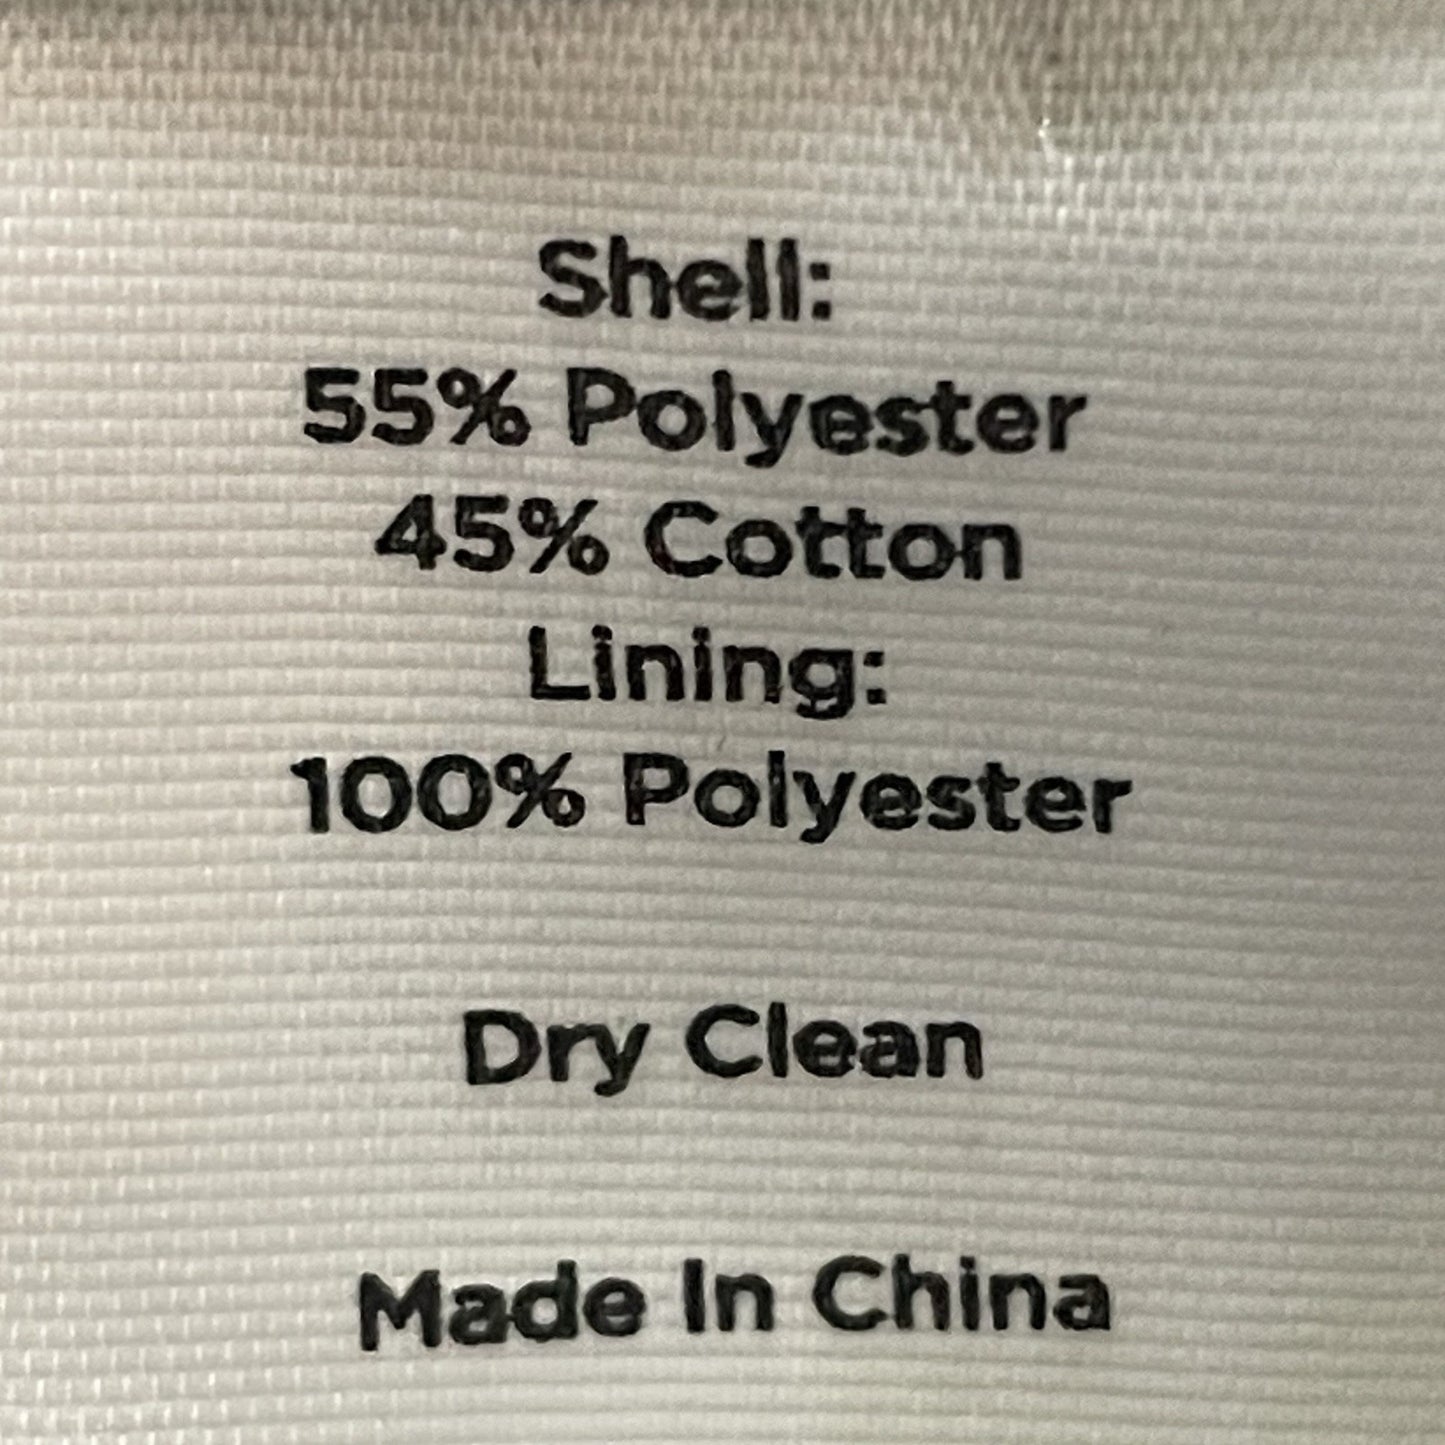 Shell:
55% Polyester
45% Cotton
Lining:
100% Polyester
Dry Clean
Made In China